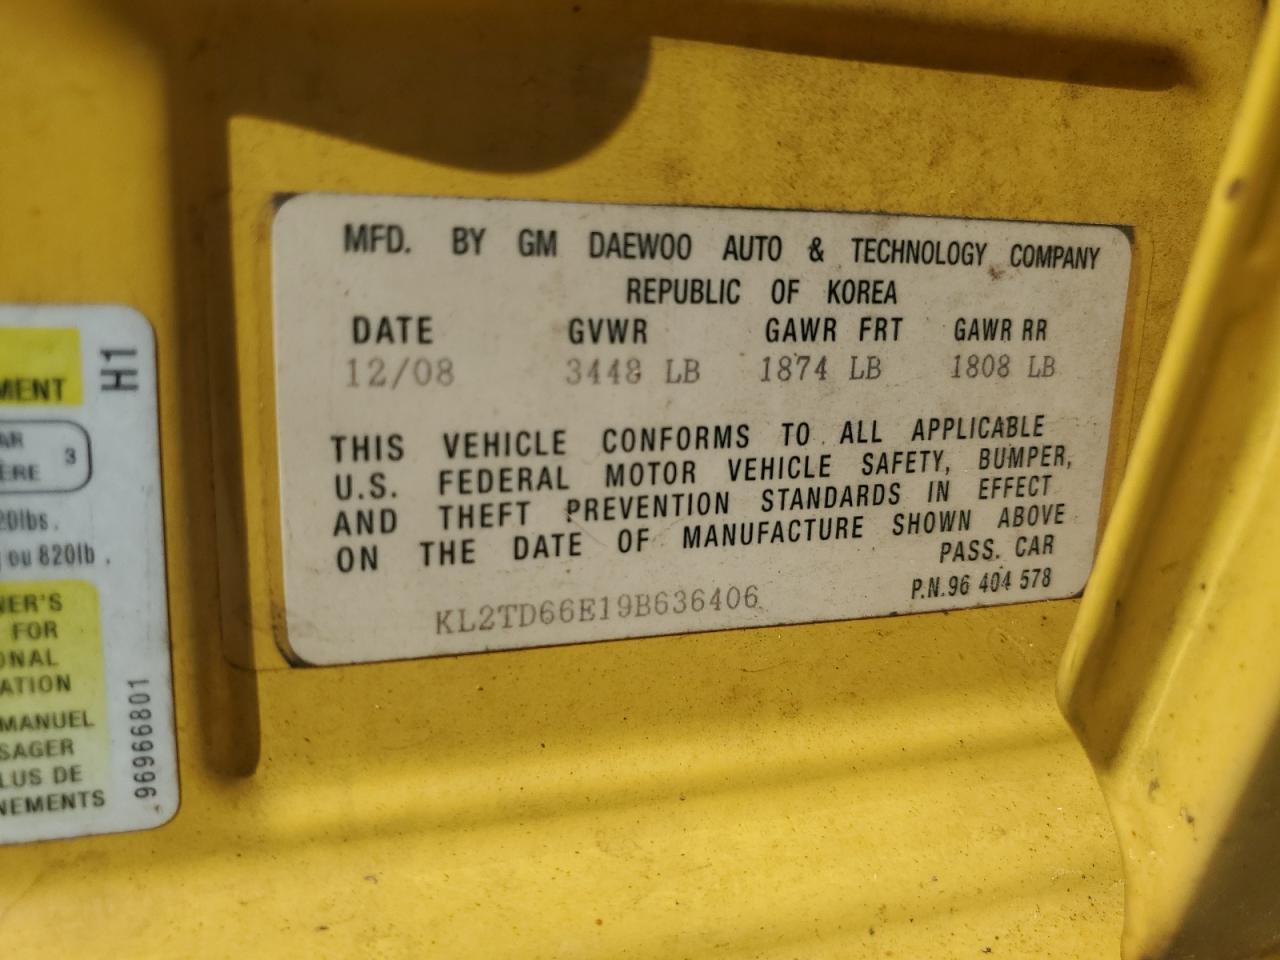 MFD. BY GM DAEWOO AUTO & TECHNOLOGY COMPANY
REPUBLIC OF KOREA
DATE GVWR GAWR FRT GAWR RR
12/08 3448 LB 1874 LB 1808 LB
THIS VEHICLE CONFORMS TO ALL APPLICABLE
U.S. FEDERAL MOTOR VEHICLE SAFETY, BUMPER,
AND THEFT PREVENTION STANDARDS IN EFFECT
ON THE DATE OF MANUFACTURE SHOWN ABOVE
PASS. CAR
KL2TD66E19B636406
P.N.96 404 578
H1
MENT
AR
ÈRE 3
20lbs.
ou 820lb.
NER'S
FOR
ONAL
ATION
MANUEL
SAGER
LUS DE
NEMENTS
96966801